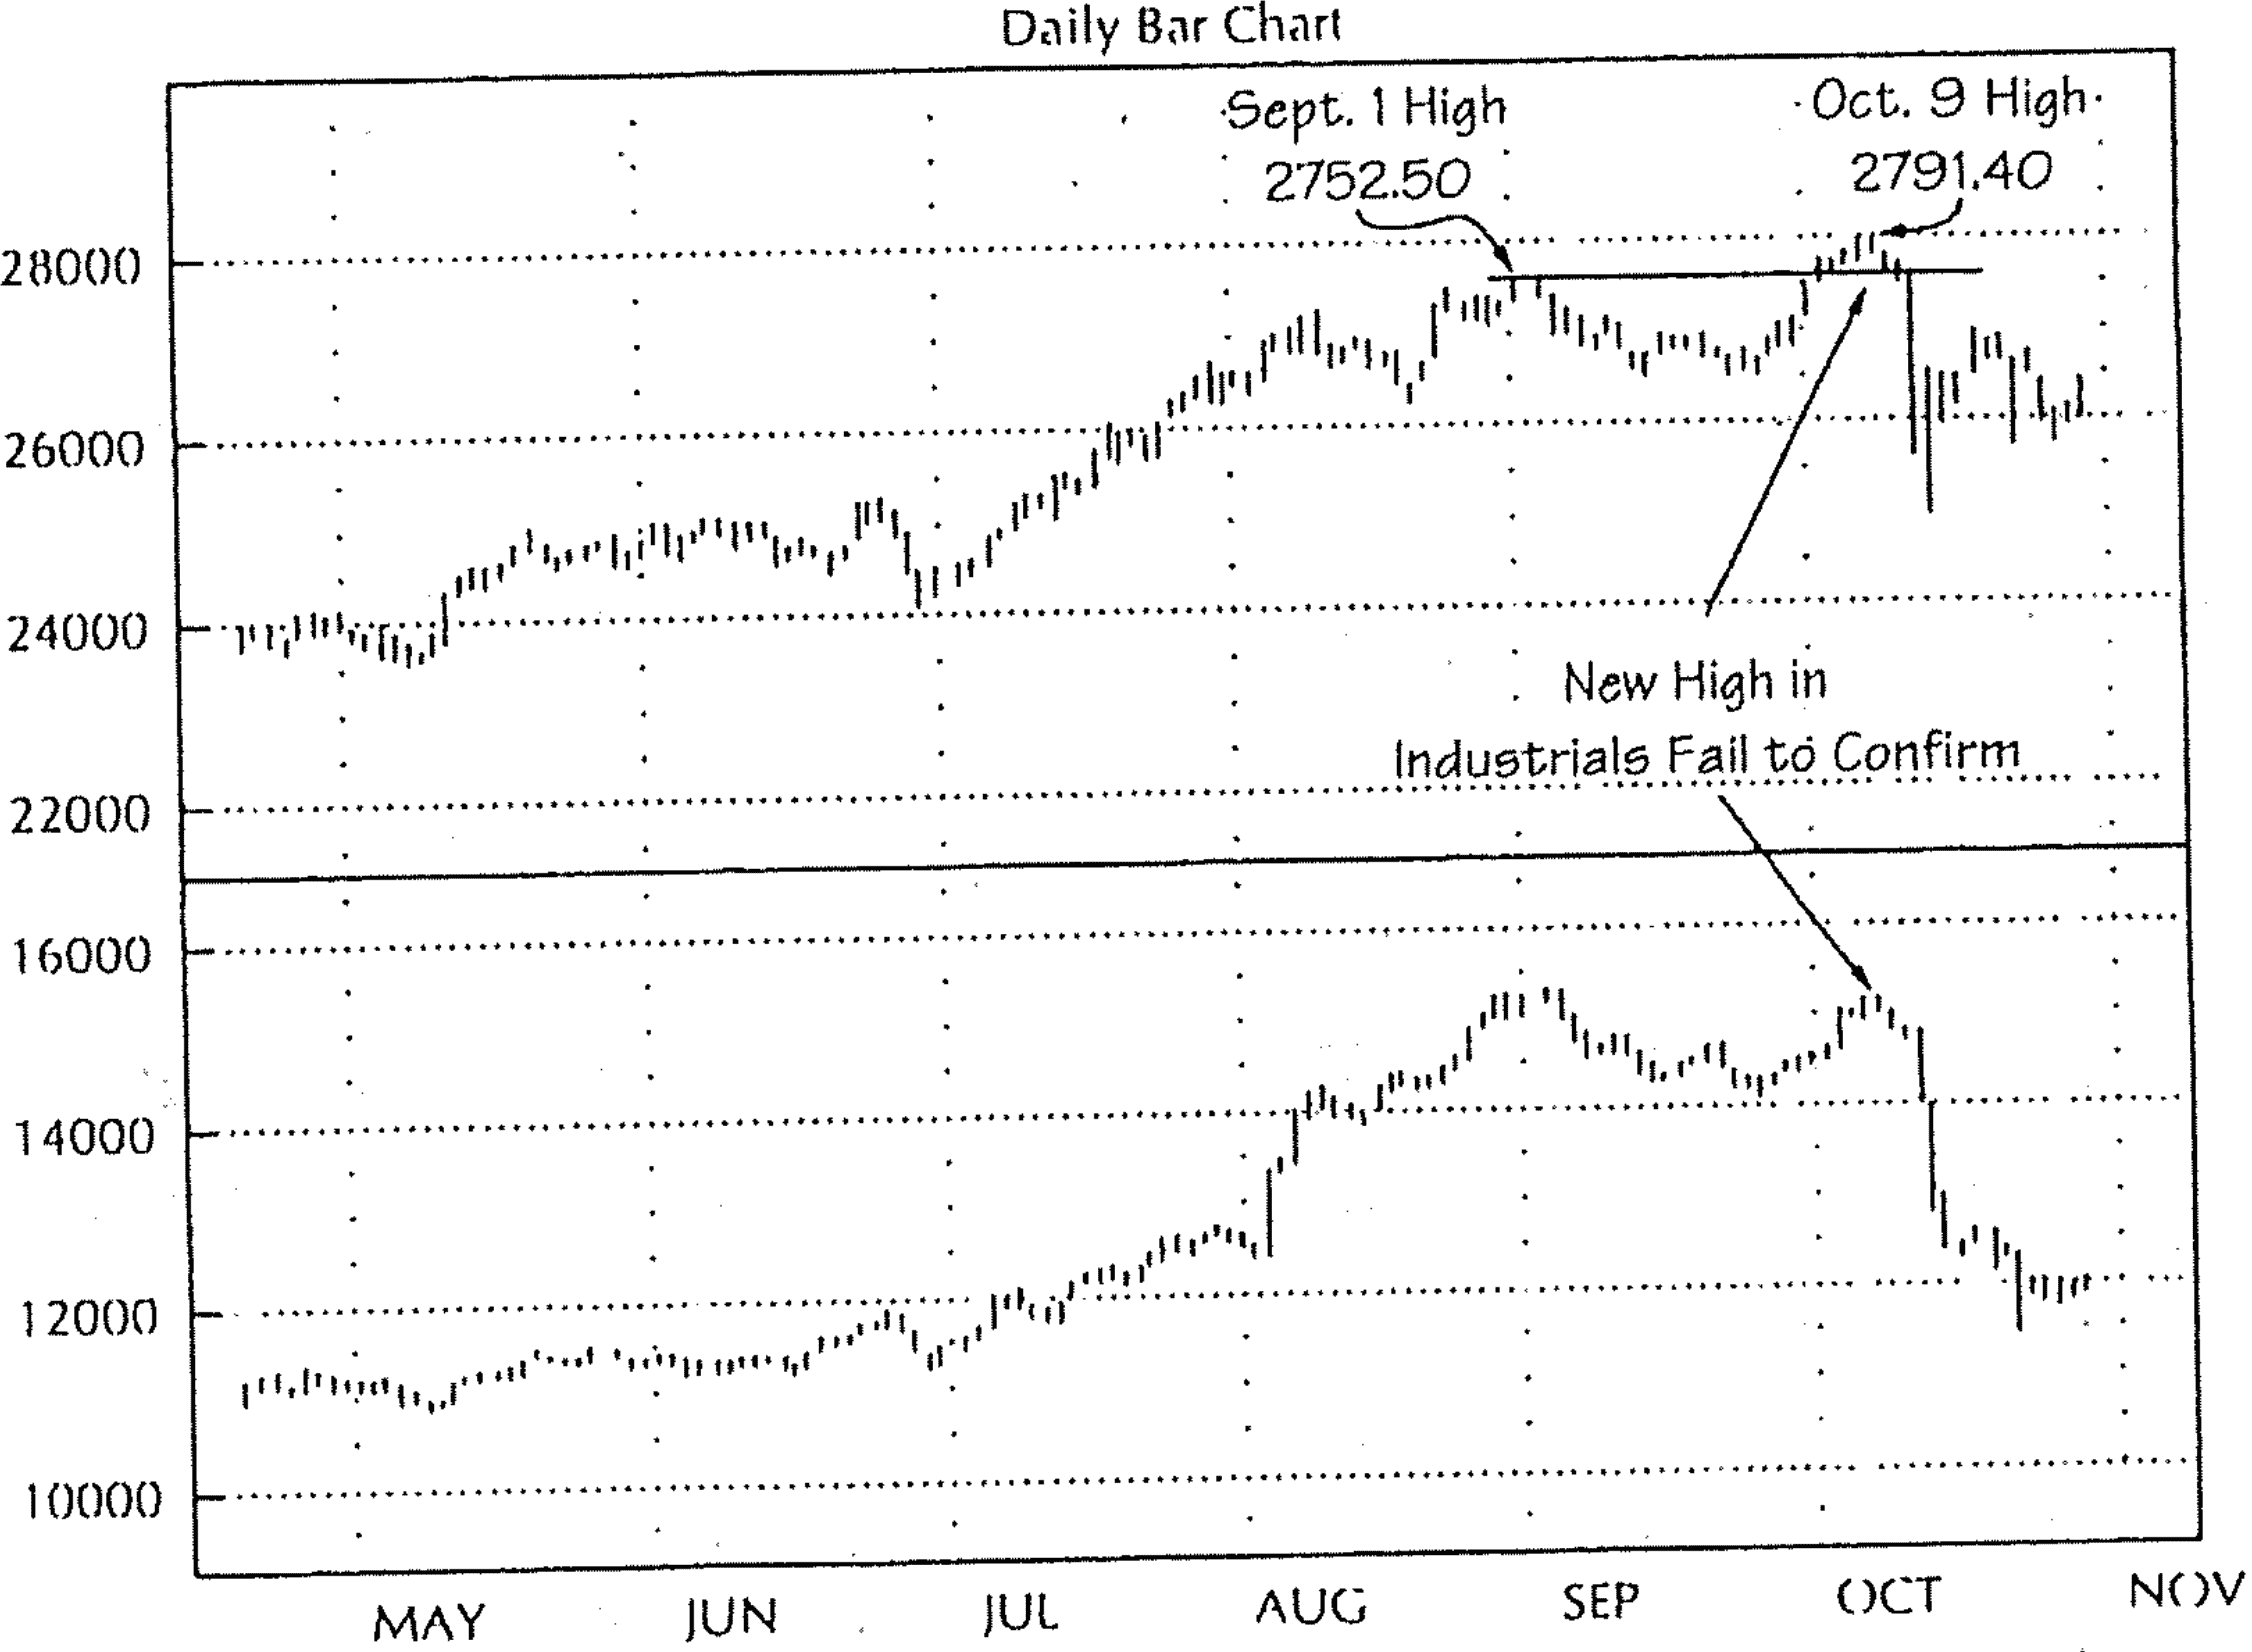 Daily Bar Chart
Sept. 1 High
2752.50
Oct. 9 High
2791.40
28000
26000
24000
22000
New High in
Industrials Fail to Confirm
16000
14000
12000
10000
MAY JUN JUL AUG SEP OCT NOV